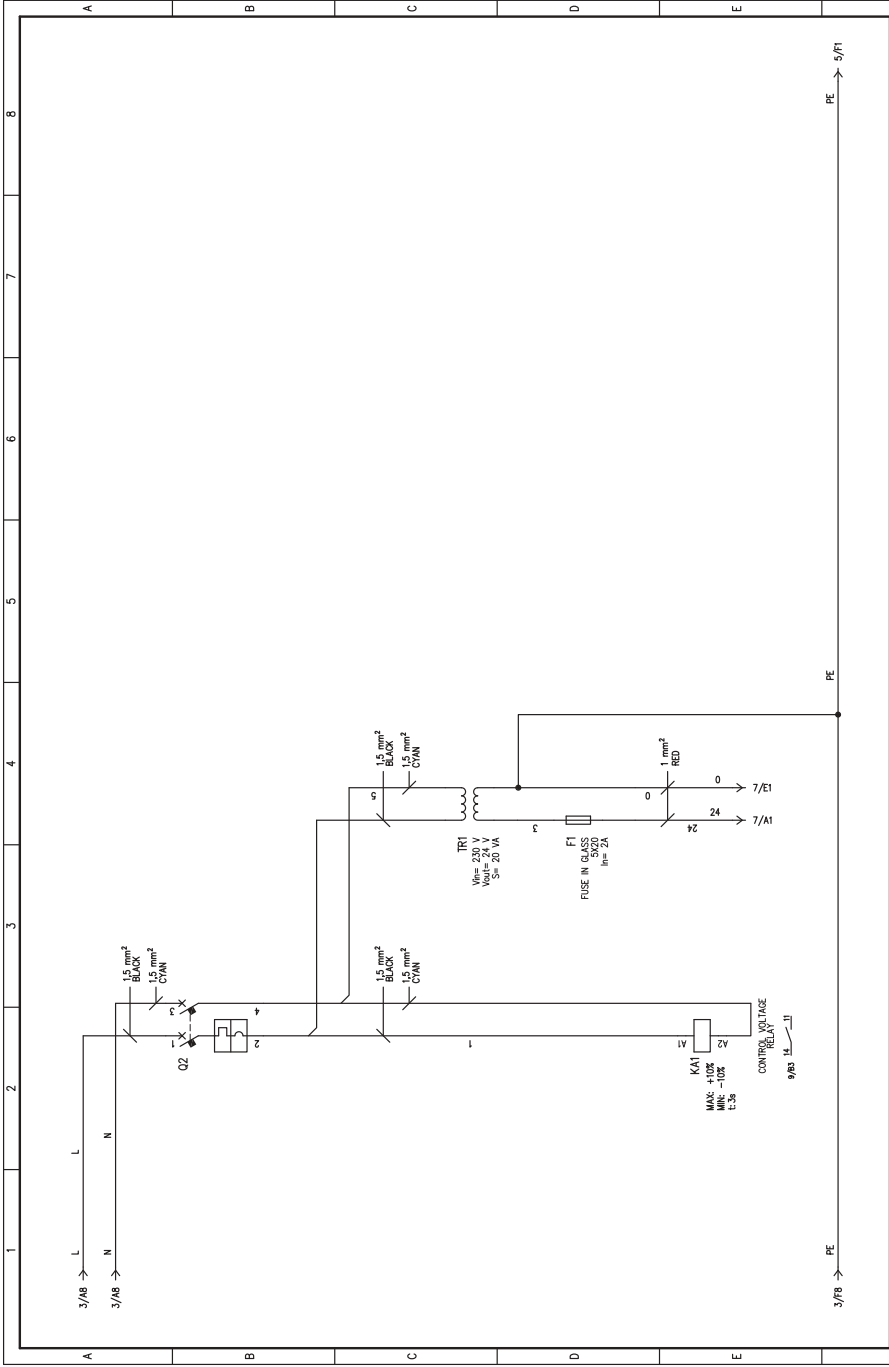 1 2 3 4 5 6 7 8
A
B
C
D
E
A
B
C
D
E
3/A8
L
L
3/A8
N
N
1,5 mm²
BLACK
1,5 mm²
CYAN
Q2
1
3
2
4
1,5 mm²
BLACK
1,5 mm²
CYAN
5
1,5 mm²
BLACK
1,5 mm²
CYAN
1
TR1
Vin= 230 V
Vout= 24 V
S= 20 VA
3
F1
FUSE IN GLASS
5X20
In= 2A
0
24
1 mm²
RED
24
0
7/A1
7/E1
A1
KA1
MAX: +10%
MIN: -10%
t:3s
A2
CONTROL VOLTAGE
RELAY
9/B3 14 11
3/F8
PE
PE
PE
5/F1